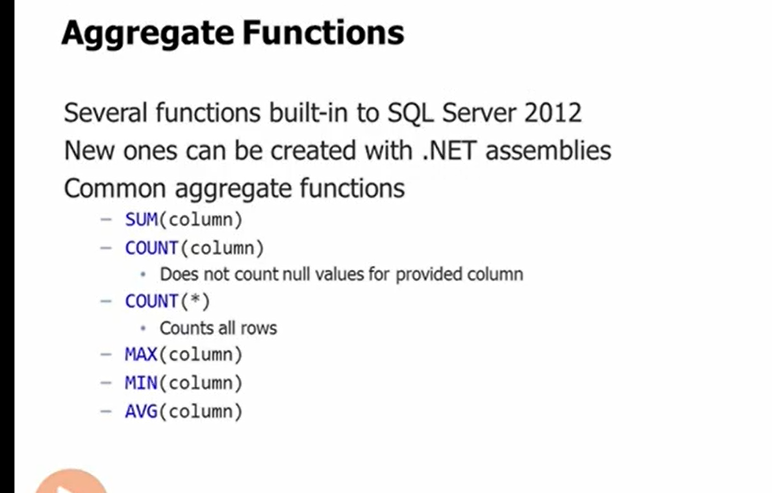 Aggregate Functions
Several functions built-in to SQL Server 2012
New ones can be created with .NET assemblies
Common aggregate functions
– SUM(column)
– COUNT(column)
• Does not count null values for provided column
– COUNT(*)
• Counts all rows
– MAX(column)
– MIN(column)
– AVG(column)